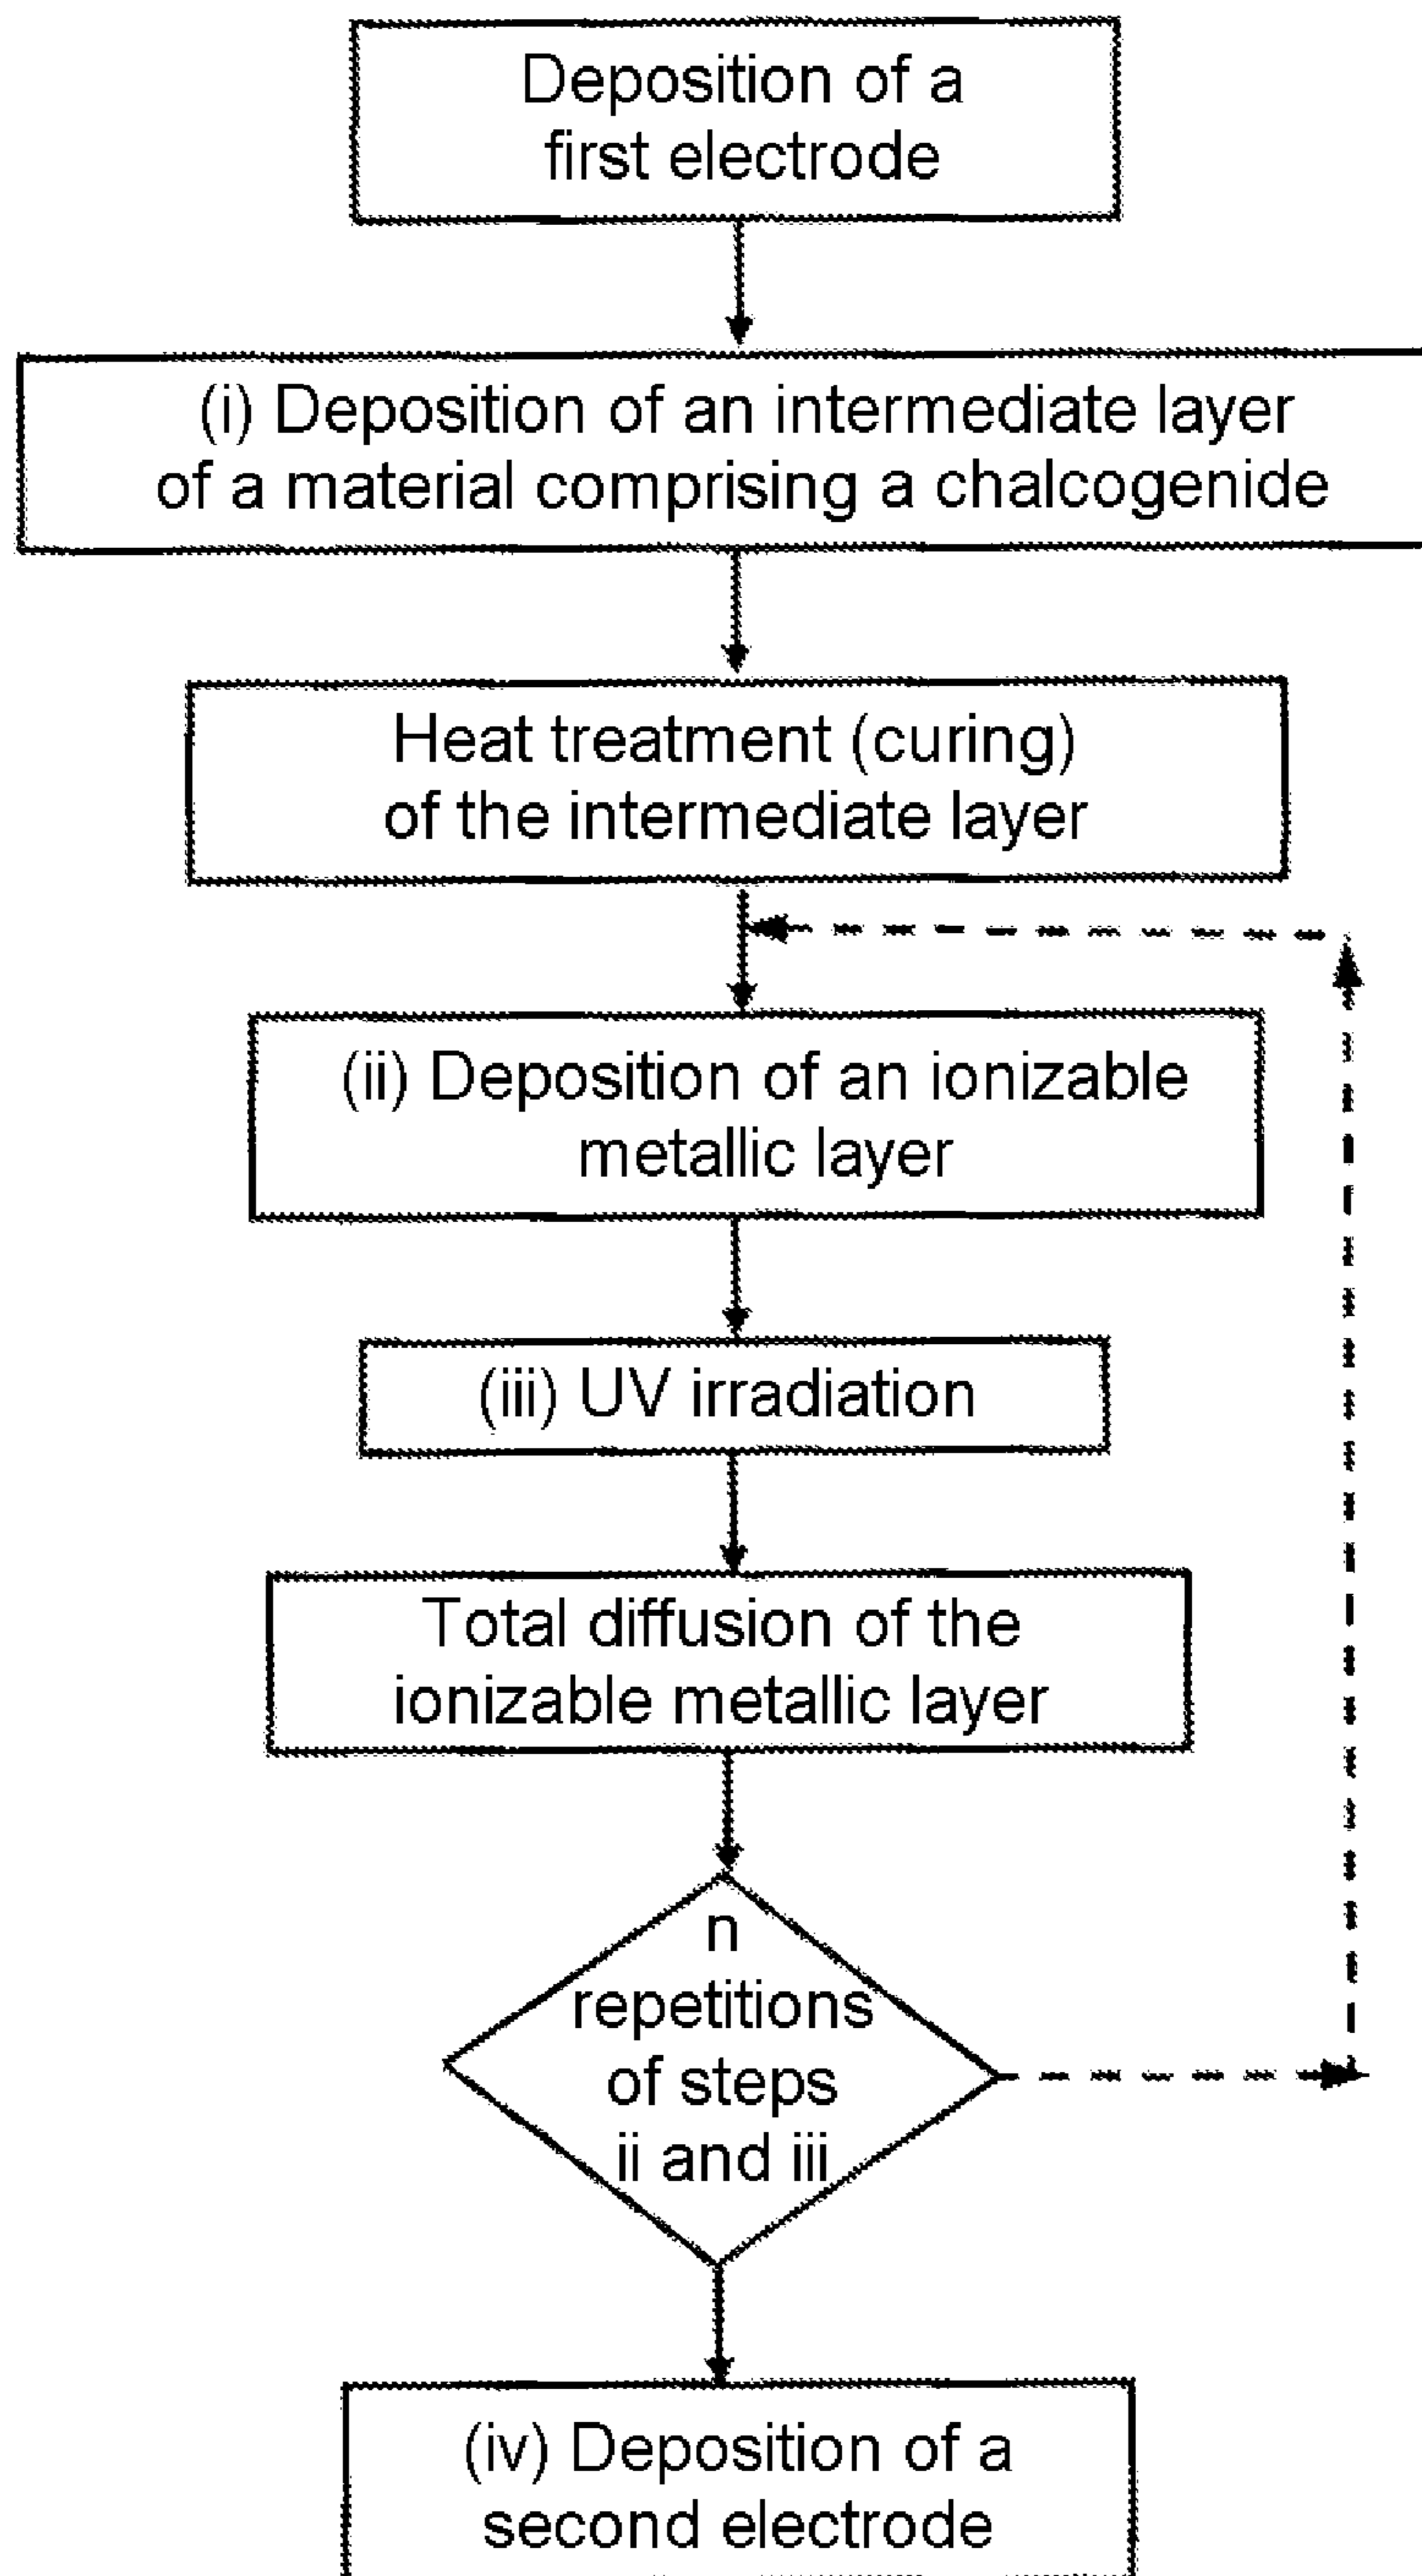 Deposition of a
first electrode
(i) Deposition of an intermediate layer
of a material comprising a chalcogenide
Heat treatment (curing)
of the intermediate layer
(ii) Deposition of an ionizable
metallic layer
(iii) UV irradiation
Total diffusion of the
ionizable metallic layer
n
repetitions
of steps
ii and iii
(iv) Deposition of a
second electrode